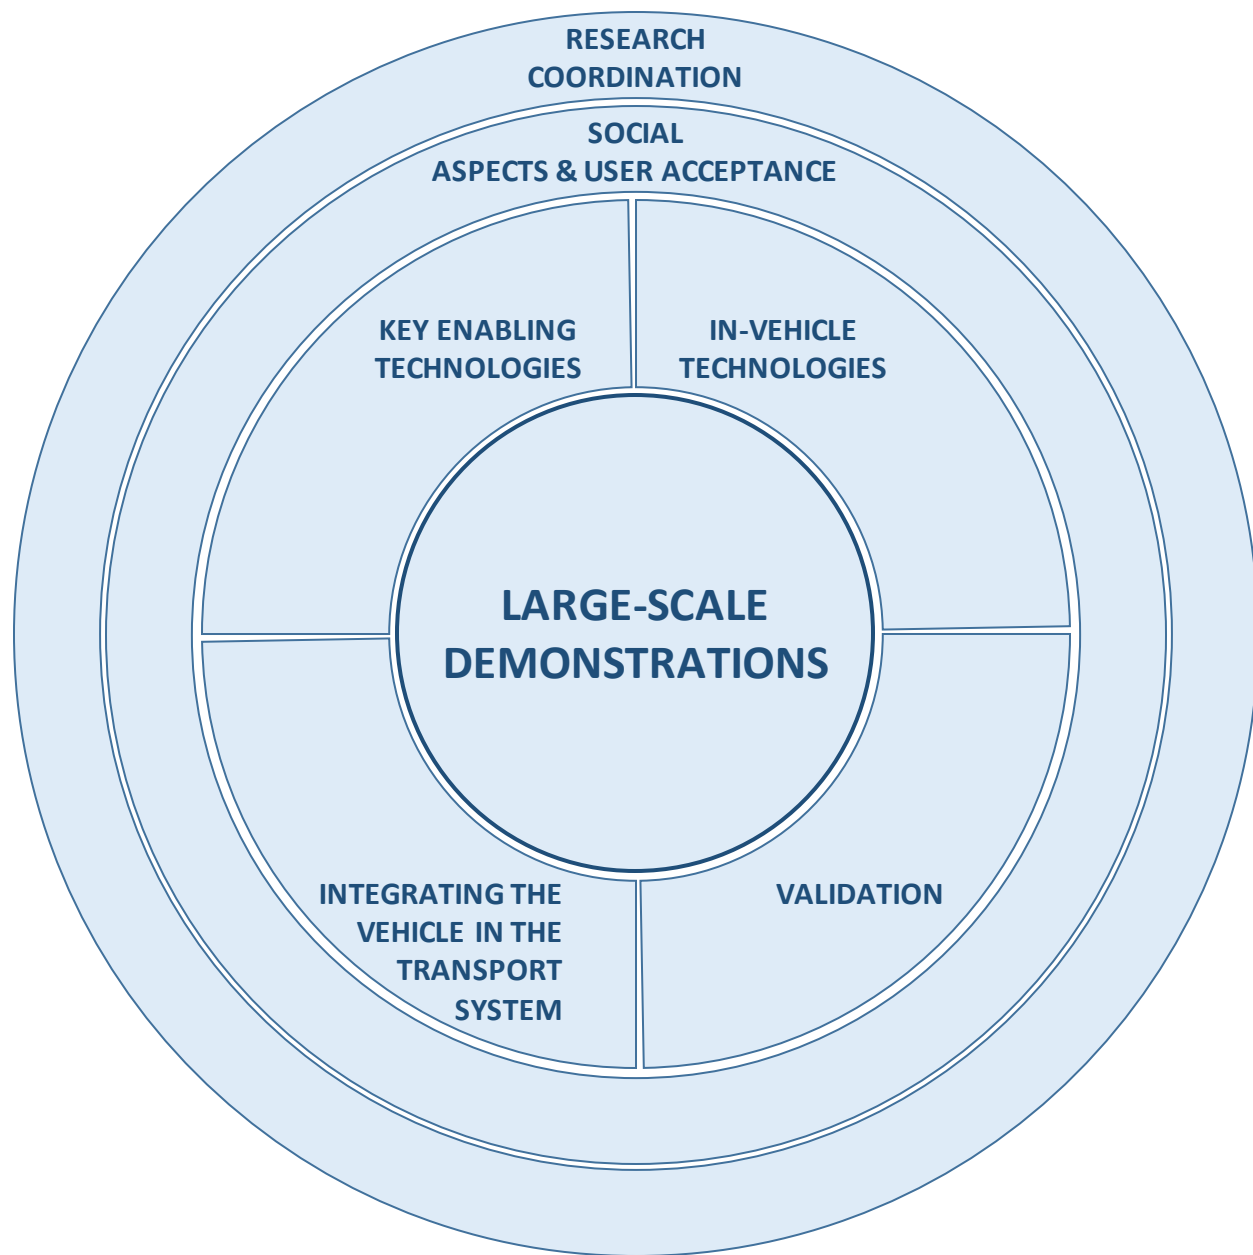 RESEARCH
COORDINATION
SOCIAL
ASPECTS & USER ACCEPTANCE
KEY ENABLING
TECHNOLOGIES
IN-VEHICLE
TECHNOLOGIES
LARGE-SCALE
DEMONSTRATIONS
INTEGRATING THE
VEHICLE IN THE
TRANSPORT
SYSTEM
VALIDATION